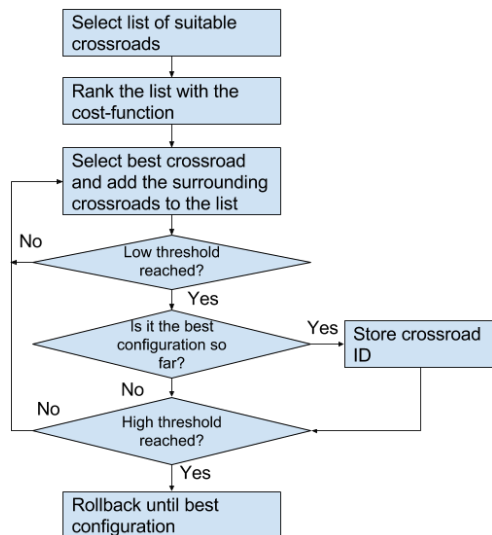 Select list of suitable
crossroads
Rank the list with the
cost-function
Select best crossroad
and add the surrounding
crossroads to the list
No
Low threshold
reached?
Yes
Is it the best
configuration so
far?
Yes
Store crossroad
ID
No
No
High threshold
reached?
Yes
Rollback until best
configuration